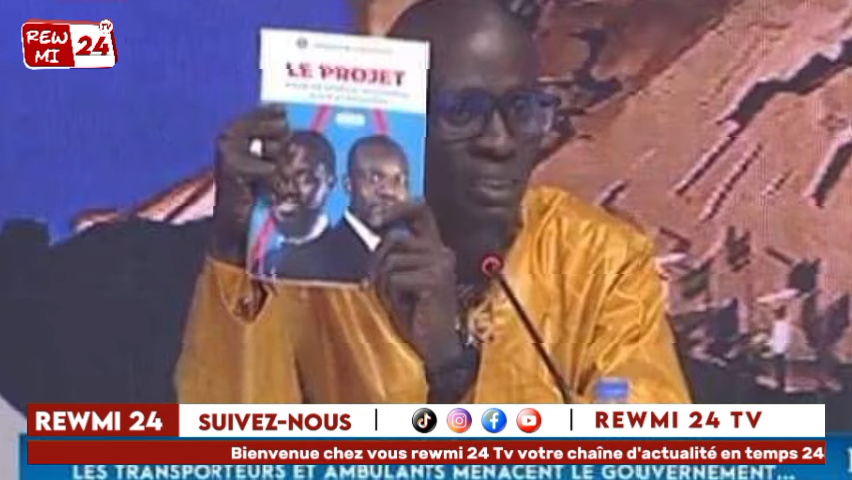 REW
MI
24
TV
LE PROJET
REWMI 24
SUIVEZ-NOUS
REWMI 24 TV
Bienvenue chez vous rewmi 24 Tv votre chaîne d'actualité en temps 24
LES TRANSPORTEURS ET AMBULANTS MENACENT LE GOUVERNEMENT...